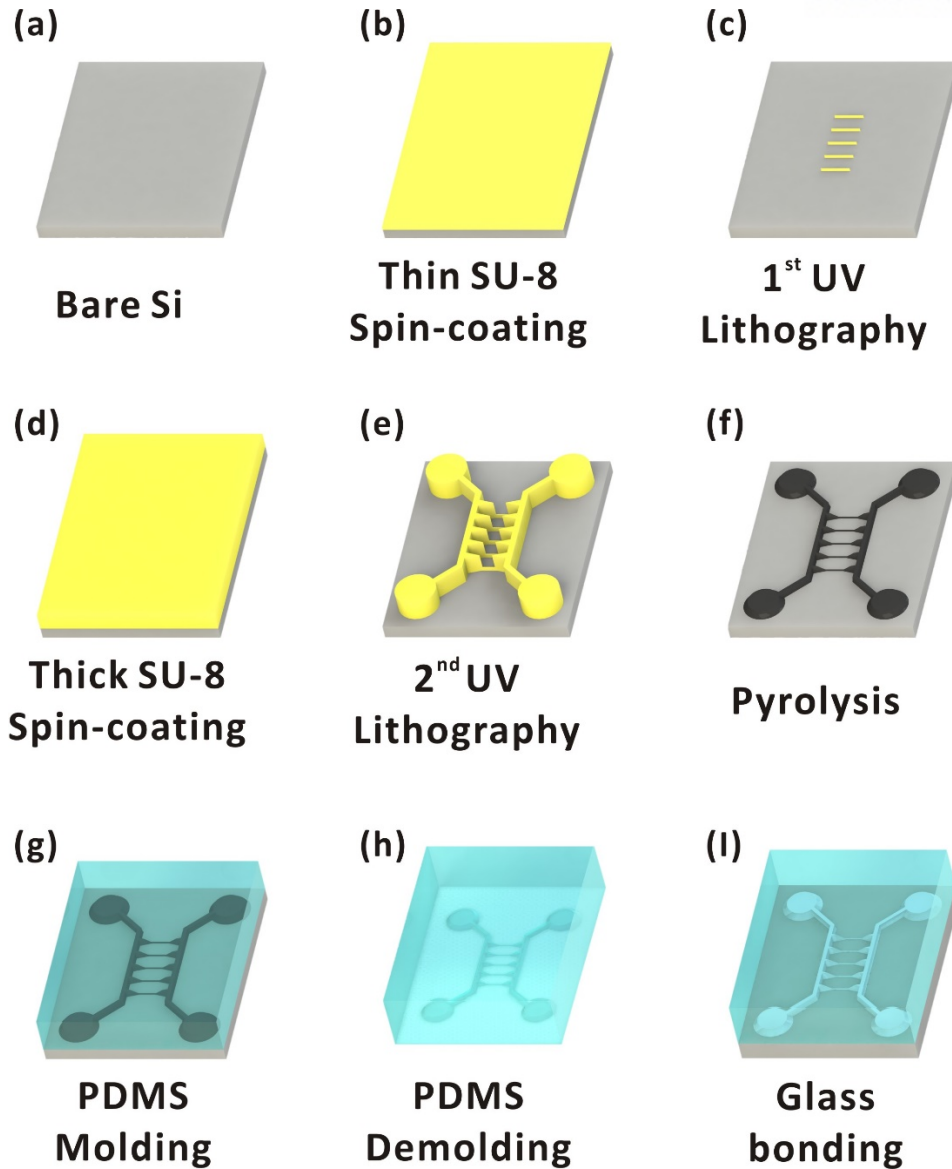 (a)
Bare Si
(b)
Thin SU-8
Spin-coating
(c)
1st UV
Lithography
(d)
Thick SU-8
Spin-coating
(e)
2nd UV
Lithography
(f)
Pyrolysis
(g)
PDMS
Molding
(h)
PDMS
Demolding
(I)
Glass
bonding